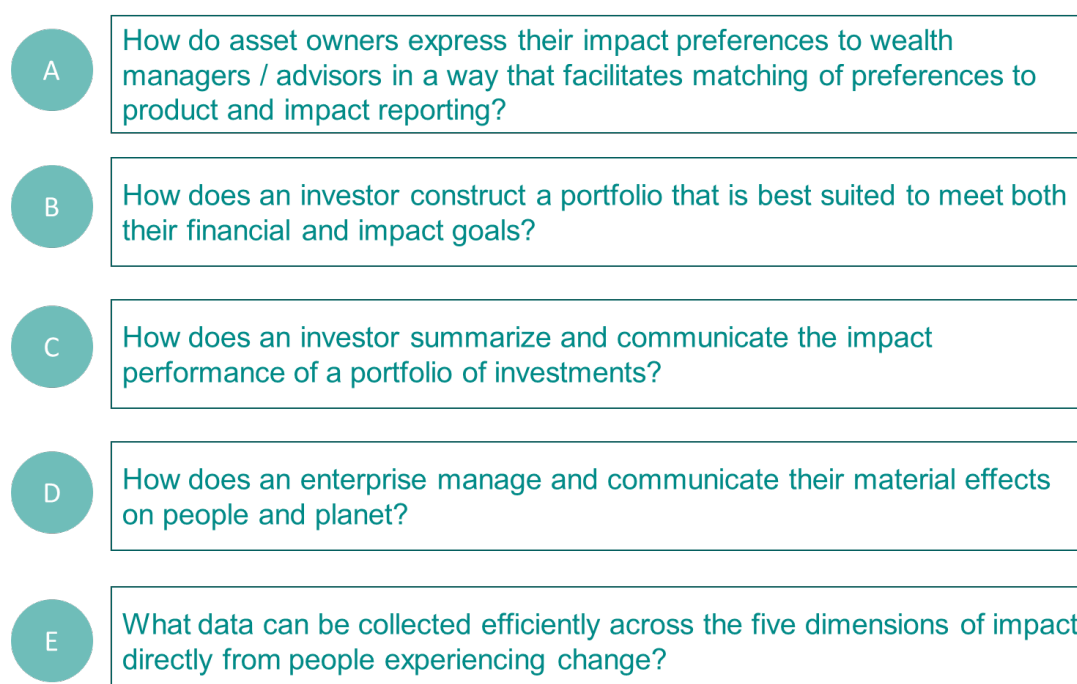 A
How do asset owners express their impact preferences to wealth
managers / advisors in a way that facilitates matching of preferences to
product and impact reporting?
B
How does an investor construct a portfolio that is best suited to meet both
their financial and impact goals?
C
How does an investor summarize and communicate the impact
performance of a portfolio of investments?
D
How does an enterprise manage and communicate their material effects
on people and planet?
E
What data can be collected efficiently across the five dimensions of impact
directly from people experiencing change?